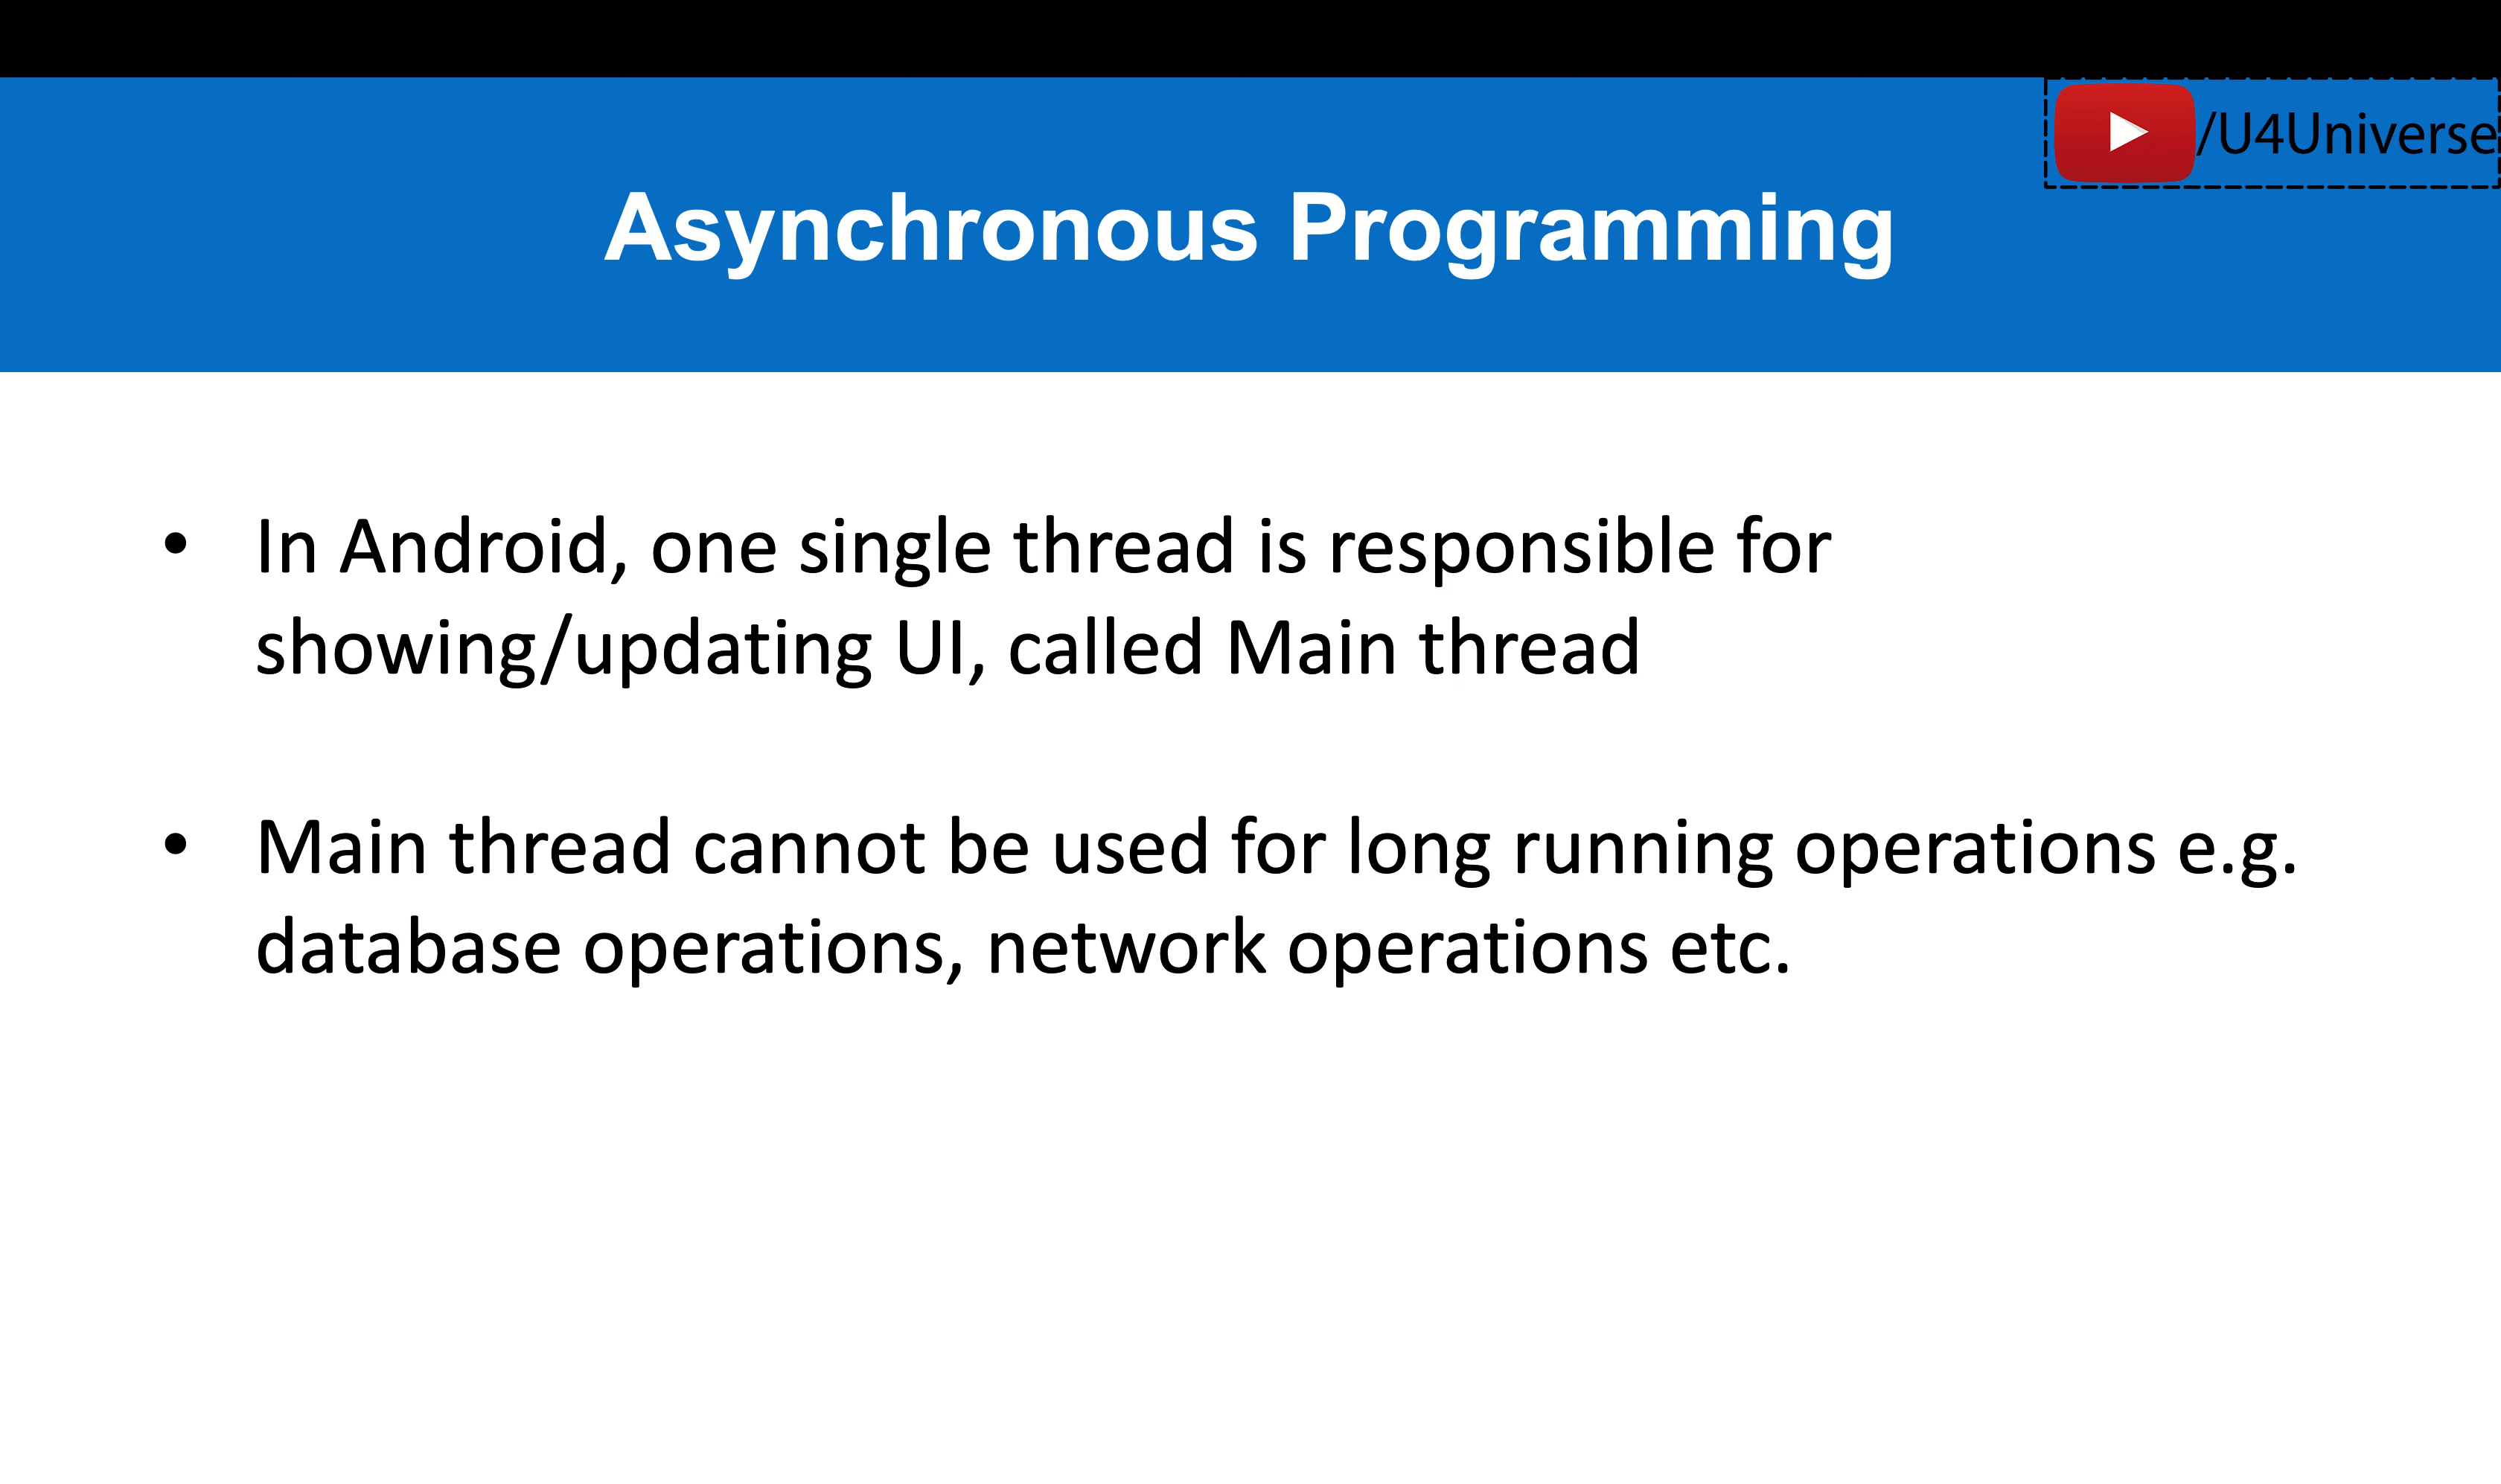 /U4Universe
Asynchronous Programming
• In Android, one single thread is responsible for
showing/updating UI, called Main thread
• Main thread cannot be used for long running operations e.g.
database operations, network operations etc.